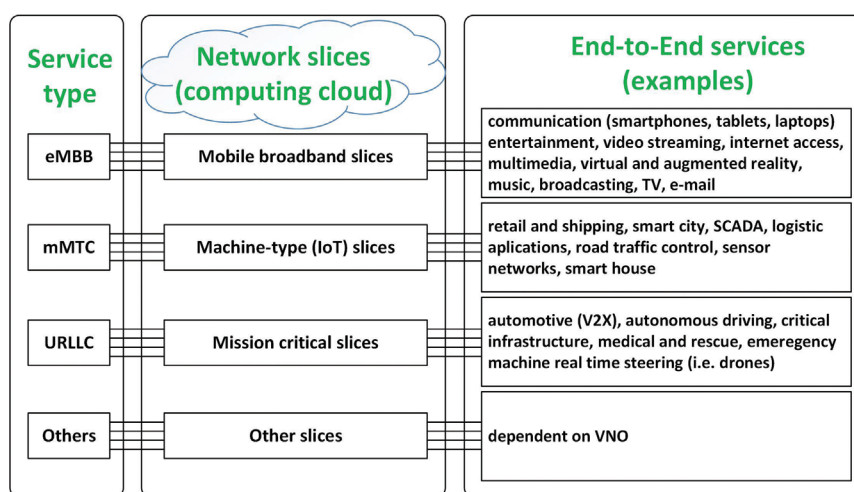 Service
type
Network slices
(computing cloud)
End-to-End services
(examples)
eMBB
Mobile broadband slices
communication (smartphones, tablets, laptops)
entertainment, video streaming, internet access,
multimedia, virtual and augmented reality,
music, broadcasting, TV, e-mail
mMTC
Machine-type (IoT) slices
retail and shipping, smart city, SCADA, logistic
aplications, road traffic control, sensor
networks, smart house
URLLC
Mission critical slices
automotive (V2X), autonomous driving, critical
infrastructure, medical and rescue, emeregency
machine real time steering (i.e. drones)
Others
Other slices
dependent on VNO